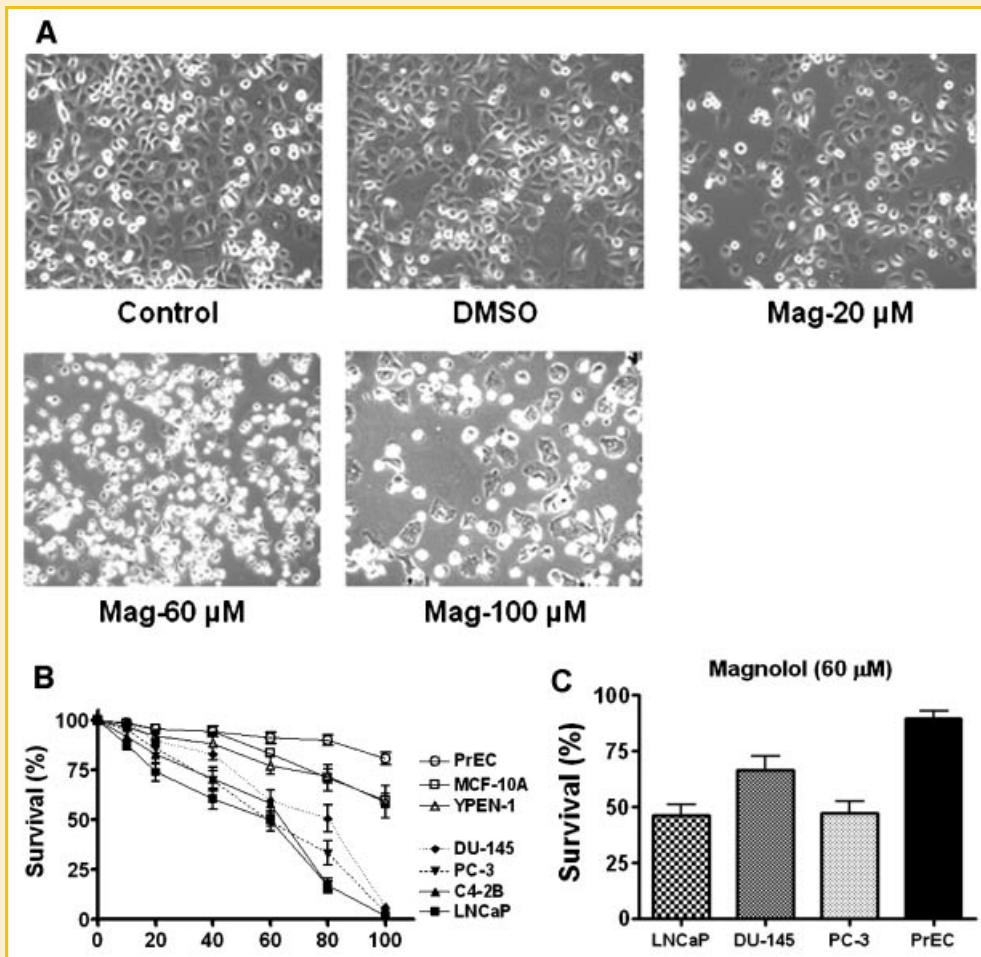 A
Control
DMSO
Mag-20 μM
Mag-60 μM
Mag-100 μM
B
Survival (%)
100
75
50
25
0
0 20 40 60 80 100
PrEC
MCF-10A
YPEN-1
DU-145
PC-3
C4-2B
LNCaP
C
Magnolol (60 μM)
Survival (%)
100
75
50
25
0
LNCaP DU-145 PC-3 PrEC